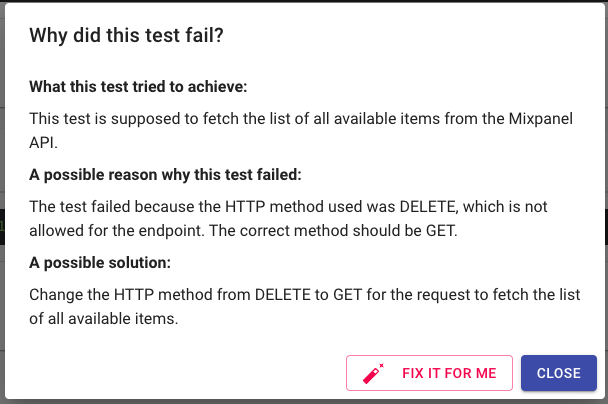 Why did this test fail?
What this test tried to achieve:
This test is supposed to fetch the list of all available items from the Mixpanel
API.
A possible reason why this test failed:
The test failed because the HTTP method used was DELETE, which is not
allowed for the endpoint. The correct method should be GET.
A possible solution:
Change the HTTP method from DELETE to GET for the request to fetch the list
of all available items.
FIX IT FOR ME
CLOSE